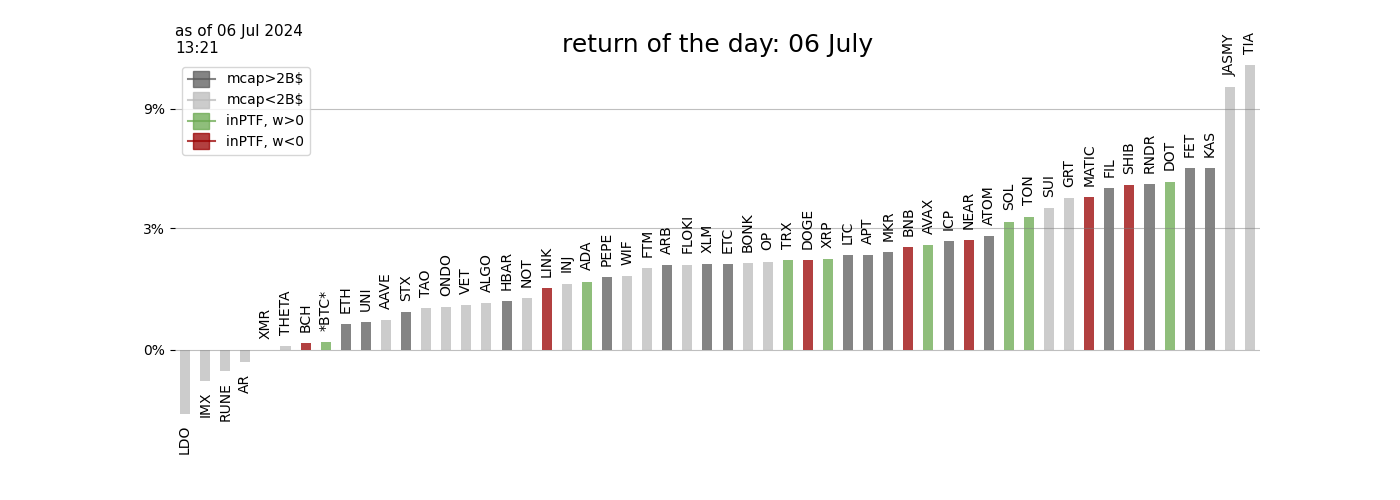 as of 06 Jul 2024
13:21
return of the day: 06 July
mcap>2B$
mcap<2B$
inPTF, w>0
inPTF, w<0
9%
3%
0%
LDO
IMX
RUNE
AR
XMR
THETA
BCH
*BTC*
ETH
UNI
AAVE
STX
TAO
ONDO
VET
ALGO
HBAR
NOT
LINK
INJ
ADA
PEPE
WIF
FTM
ARB
FLOKI
XLM
ETC
BONK
OP
TRX
DOGE
XRP
LTC
APT
MKR
BNB
AVAX
ICP
NEAR
ATOM
SOL
TON
SUI
GRT
MATIC
FIL
SHIB
RNDR
DOT
FET
KAS
JASMY
TIA